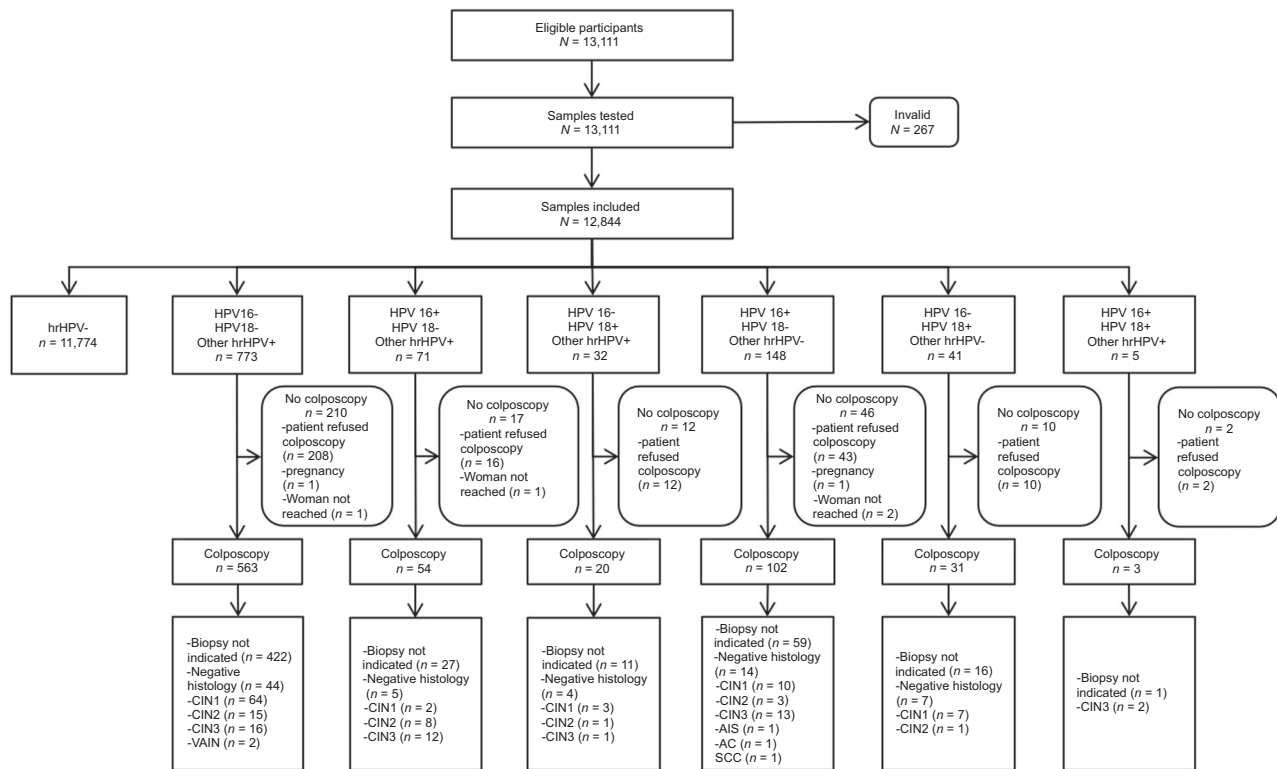 Eligible participants
N = 13,111
Samples tested
N = 13,111
Invalid
N = 267
Samples included
N = 12,844
hrHPV-
n = 11,774
HPV16-
HPV18-
Other hrHPV+
n = 773
HPV 16+
HPV 18-
Other hrHPV+
n = 71
HPV 16-
HPV 18+
Other hrHPV+
n = 32
HPV 16+
HPV 18-
Other hrHPV-
n = 148
HPV 16-
HPV 18+
Other hrHPV-
n = 41
HPV 16+
HPV 18+
Other hrHPV+
n = 5
No colposcopy
n = 210
-patient refused
colposcopy
(n = 208)
-pregnancy
(n = 1)
-Woman not
reached (n = 1)
No colposcopy
n = 17
-patient refused
colposcopy
(n = 16)
-Woman not
reached (n = 1)
No colposcopy
n = 12
-patient
refused
colposcopy
(n = 12)
No colposcopy
n = 46
-patient refused
colposcopy
(n = 43)
-pregnancy
(n = 1)
-Woman not
reached (n = 2)
No colposcopy
n = 10
-patient
refused
colposcopy
(n = 10)
No colposcopy
n = 2
-patient
refused
colposcopy
(n = 2)
Colposcopy
n = 563
Colposcopy
n = 54
Colposcopy
n = 20
Colposcopy
n = 102
Colposcopy
n = 31
Colposcopy
n = 3
-Biopsy not
indicated (n = 422)
-Negative
histology (n = 44)
-CIN1 (n = 64)
-CIN2 (n = 15)
-CIN3 (n = 16)
-VAIN (n = 2)
-Biopsy not
indicated (n = 27)
-Negative histology
(n = 5)
-CIN1 (n = 2)
-CIN2 (n = 8)
-CIN3 (n = 12)
-Biopsy not
indicated (n = 11)
-Negative histology
(n = 4)
-CIN1 (n = 3)
-CIN2 (n = 1)
-CIN3 (n = 1)
-Biopsy not
indicated (n = 59)
-Negative histology
(n = 14)
-CIN1 (n = 10)
-CIN2 (n = 3)
-CIN3 (n = 13)
-AIS (n = 1)
-AC (n = 1)
SCC (n = 1)
-Biopsy not
indicated (n = 16)
-Negative histology
(n = 7)
-CIN1 (n = 7)
-CIN2 (n = 1)
-Biopsy not
indicated (n = 1)
-CIN3 (n = 2)